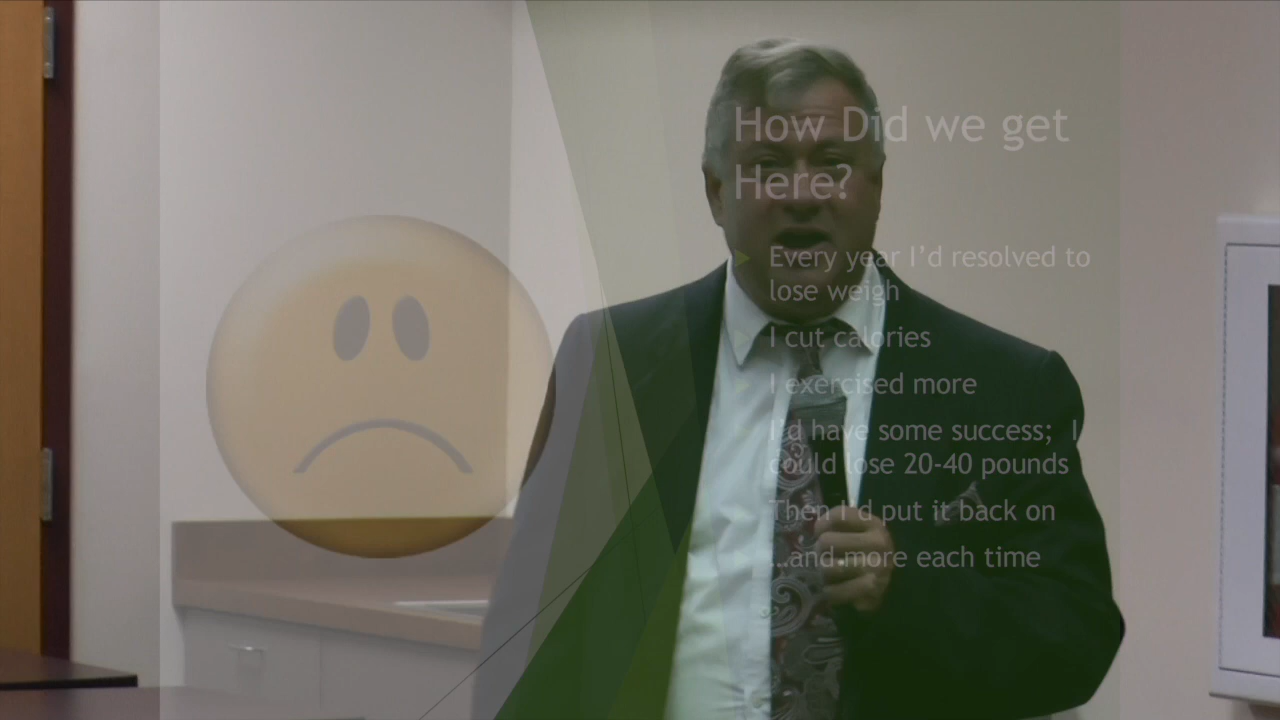 How Did we get
Here?
Every year I'd resolved to
lose weigh
I cut calories
I exercised more
I'd have some success; I
could lose 20-40 pounds
Then I'd put it back on
...and more each time